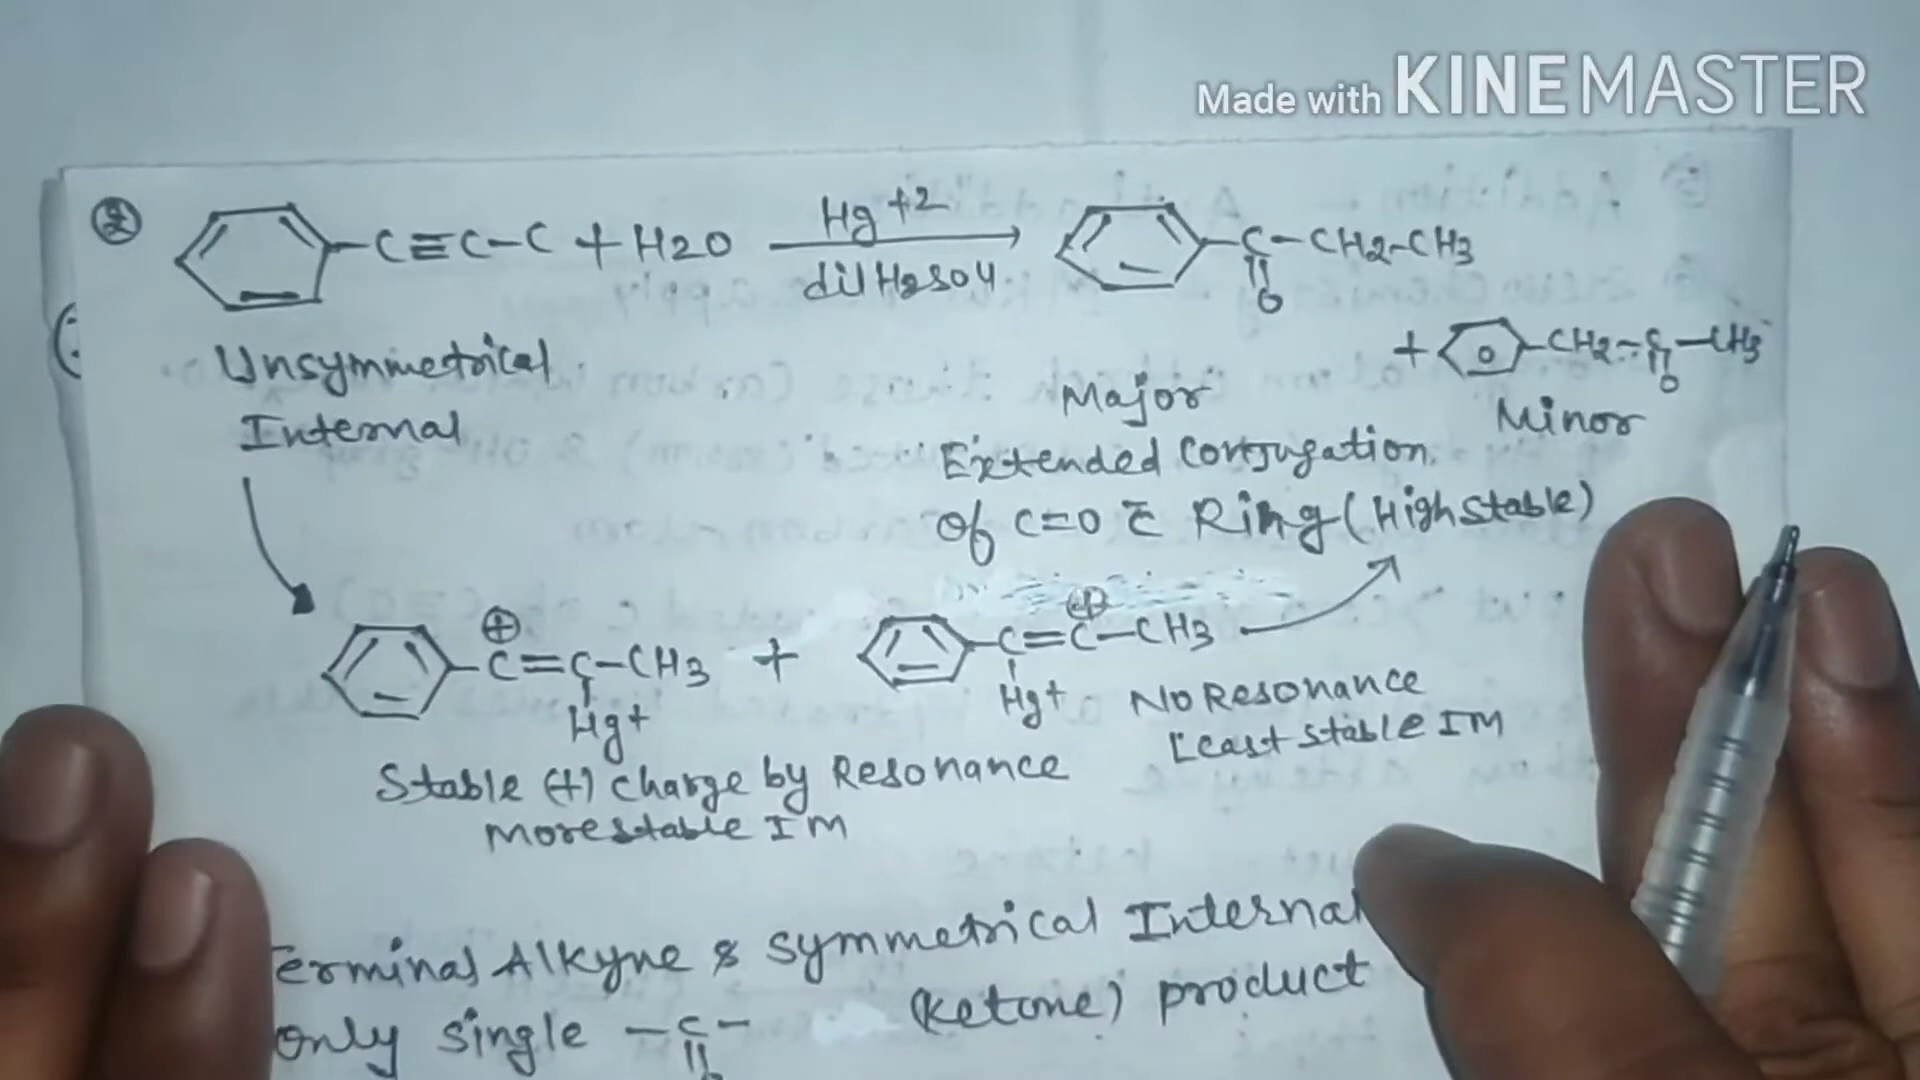 Made with KINEMASTER
② C≡C-C + H2O Hg+2 dil H2SO4 C-CH2-CH3
O
+ O CH2-C-CH3
O
Unsymmetrical
Internal
Major
Minor
Extended Conjugation
Of C=O c̄ Ring (High stable)
⊕ C=C-CH3 + C=C-CH3 ⊕
Hg+ Hg+
No Resonance
Least stable IM
Stable (+) charge by Resonance
More stable IM
erminal Alkyne & symmetrical Internal
only single -C- (ketone) product